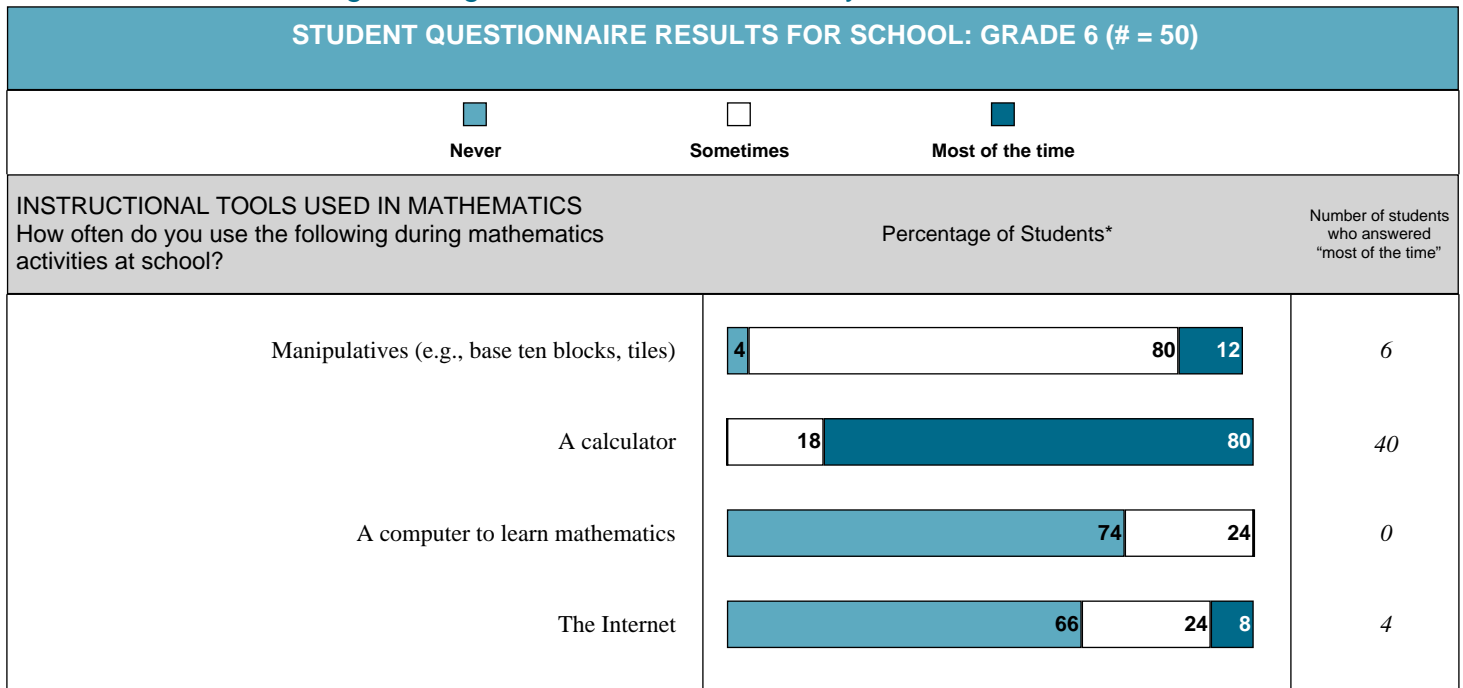 STUDENT QUESTIONNAIRE RESULTS FOR SCHOOL: GRADE 6 (# = 50)
Never Sometimes Most of the time
INSTRUCTIONAL TOOLS USED IN MATHEMATICS
How often do you use the following during mathematics
activities at school?
Percentage of Students*
Number of students
who answered
“most of the time”
Manipulatives (e.g., base ten blocks, tiles) 4 80 12 6
A calculator 18 80 40
A computer to learn mathematics 74 24 0
The Internet 66 24 8 4